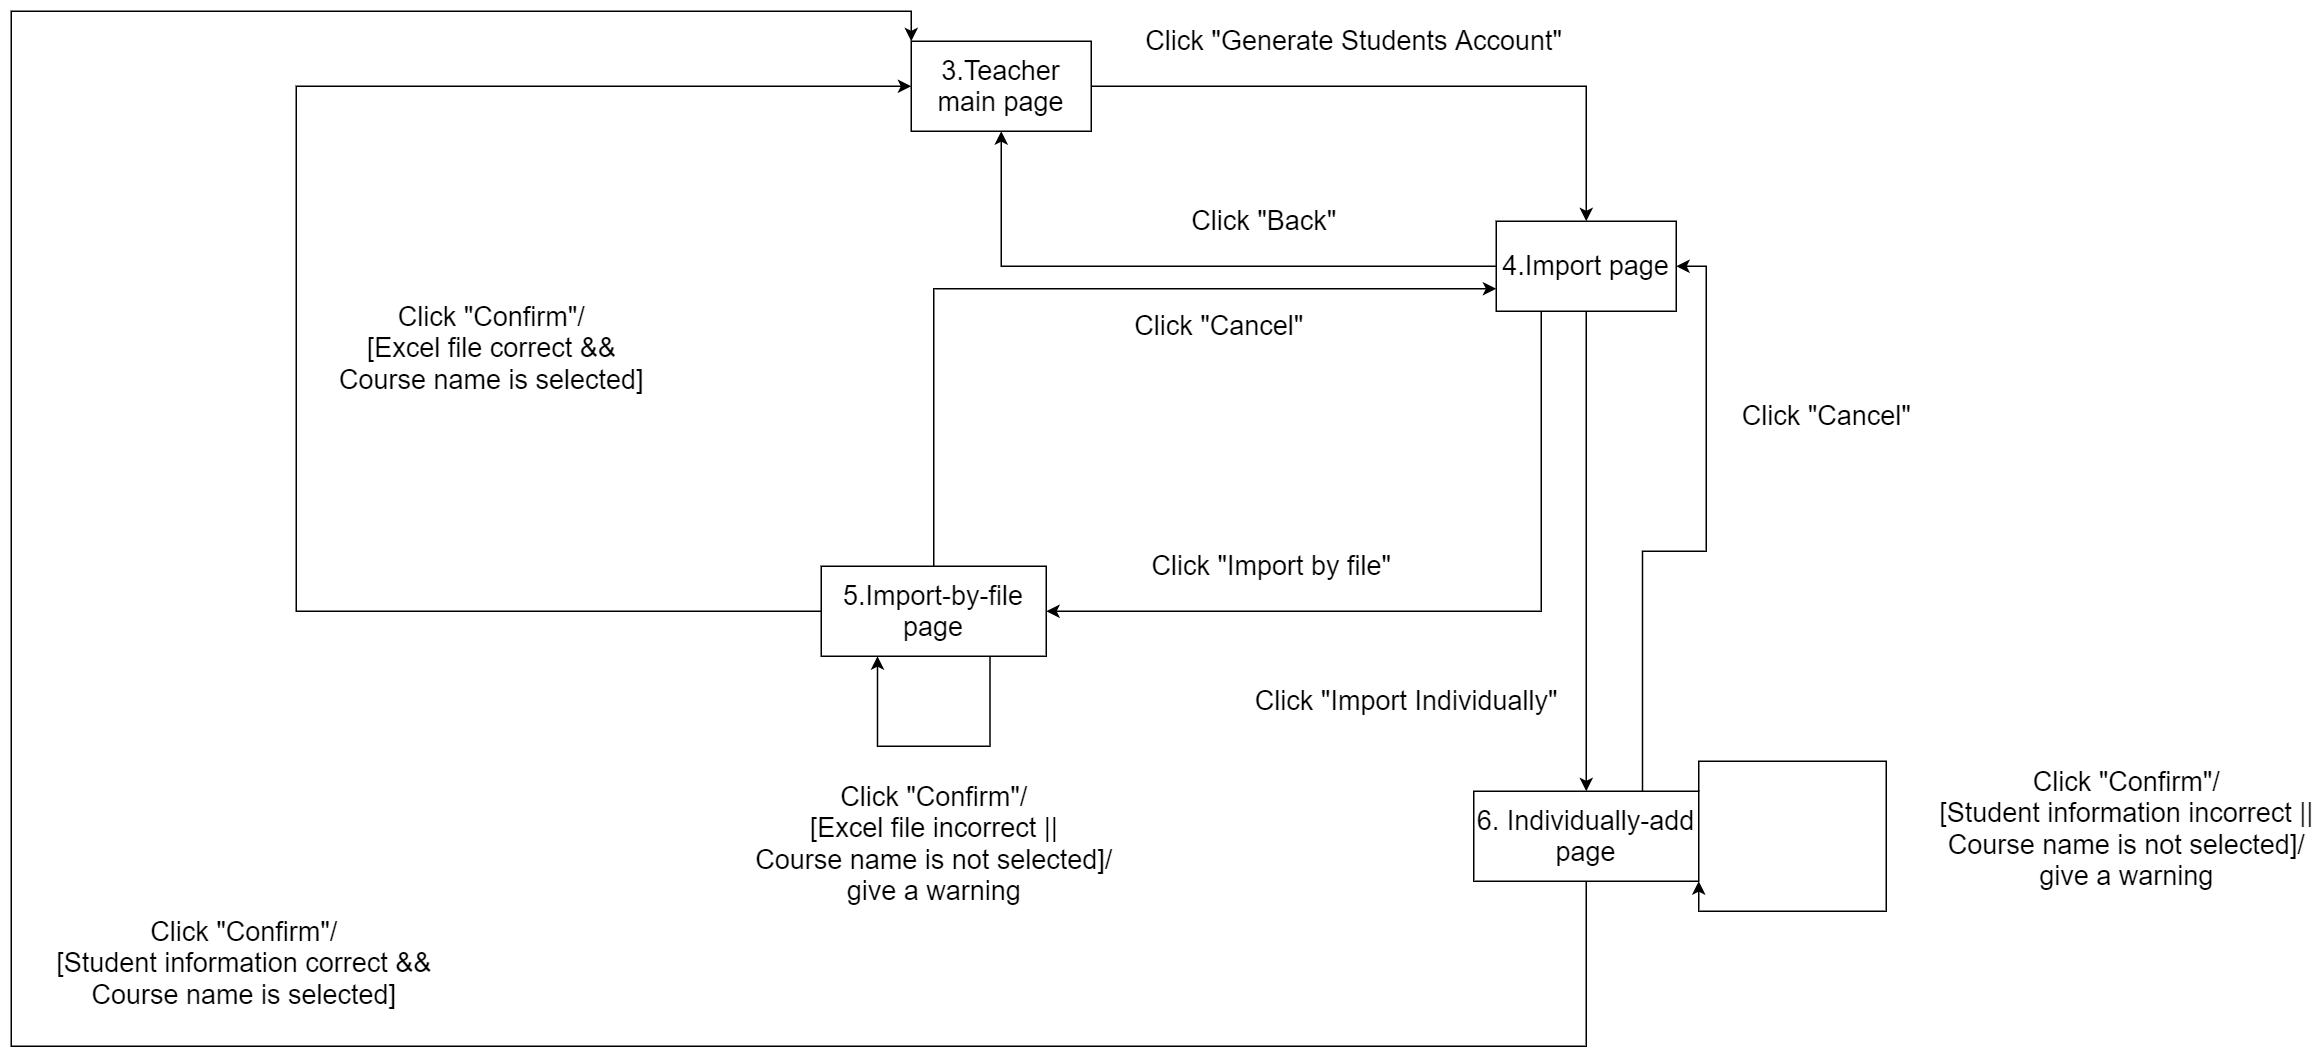 Click "Generate Students Account"
3.Teacher
main page
Click "Back"
4.Import page
Click "Confirm"/
[Excel file correct &&
Course name is selected]
Click "Cancel"
Click "Cancel"
Click "Import by file"
5.Import-by-file
page
Click "Import Individually"
Click "Confirm"/
[Excel file incorrect ||
Course name is not selected]/
give a warning
6. Individually-add
page
Click "Confirm"/
[Student information incorrect ||
Course name is not selected]/
give a warning
Click "Confirm"/
[Student information correct &&
Course name is selected]